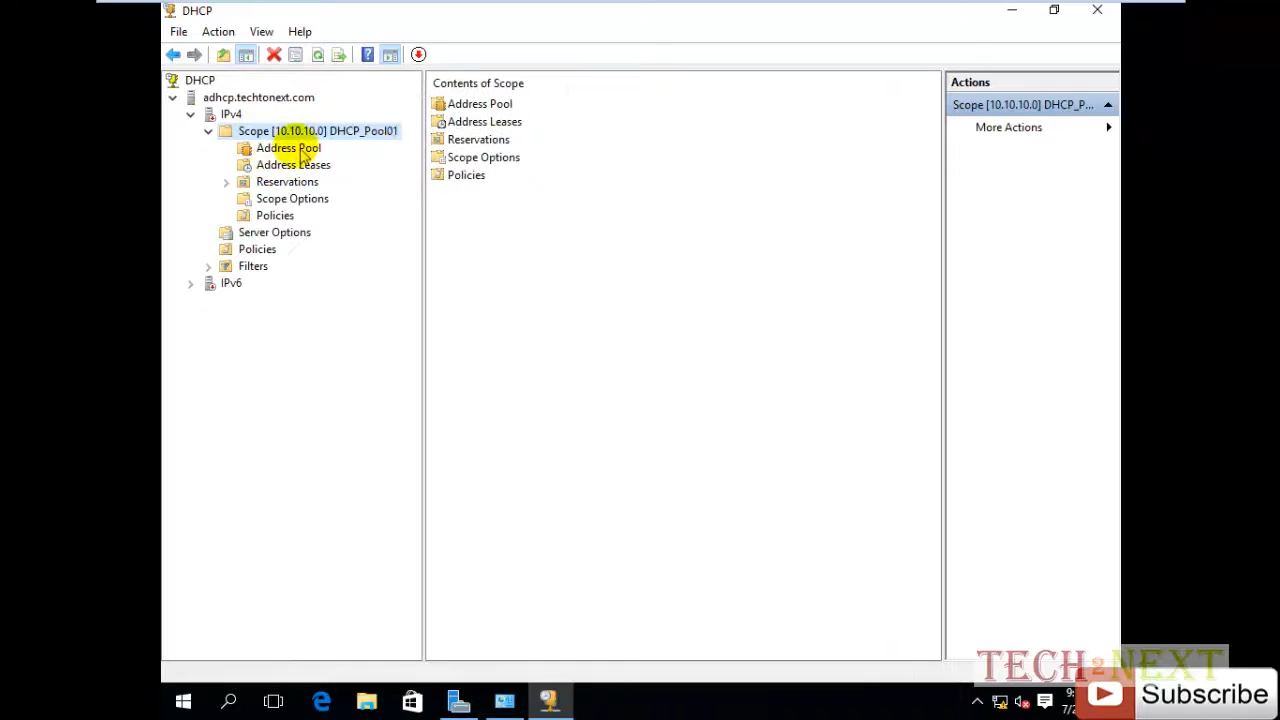 DHCP
File Action View Help
DHCP
adhcp.techtonext.com
IPv4
Scope [10.10.10.0] DHCP_Pool01
Address Pool
Address Leases
Reservations
Scope Options
Policies
Server Options
Policies
Filters
IPv6
Contents of Scope
Address Pool
Address Leases
Reservations
Scope Options
Policies
Actions
Scope [10.10.10.0] DHCP_P...
More Actions
TECH2NEXT
Subscribe